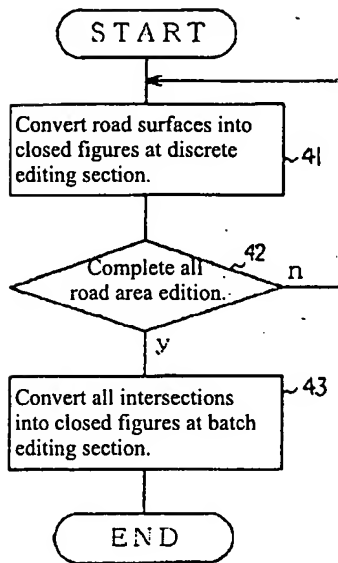 START
Convert road surfaces into
closed figures at discrete
editing section.
41
42
Complete all
road area edition.
n
y
Convert all intersections
into closed figures at batch
editing section.
43
END